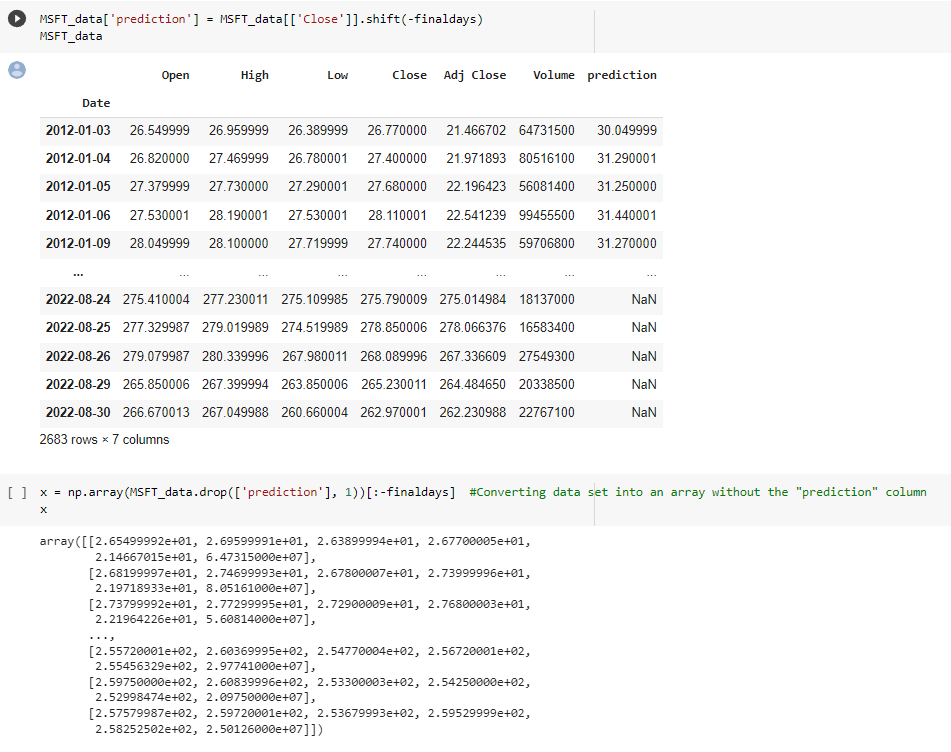 MSFT_data['prediction'] = MSFT_data[['Close']].shift(-finaldays)
MSFT_data
Open High Low Close Adj Close Volume prediction
Date
2012-01-03 26.549999 26.959999 26.389999 26.770000 21.466702 64731500 30.049999
2012-01-04 26.820000 27.469999 26.780001 27.400000 21.971893 80516100 31.290001
2012-01-05 27.379999 27.730000 27.290001 27.680000 22.196423 56081400 31.250000
2012-01-06 27.530001 28.190001 27.530001 28.110001 22.541239 99455500 31.440001
2012-01-09 28.049999 28.100000 27.719999 27.740000 22.244535 59706800 31.270000
... ... ... ... ... ... ... ...
2022-08-24 275.410004 277.230011 275.109985 275.790009 275.014984 18137000 NaN
2022-08-25 277.329987 279.019989 274.519989 278.850006 278.066376 16583400 NaN
2022-08-26 279.079987 280.339996 267.980011 268.089996 267.336609 27549300 NaN
2022-08-29 265.850006 267.399994 263.850006 265.230011 264.484650 20338500 NaN
2022-08-30 266.670013 267.049988 260.660004 262.970001 262.230988 22767100 NaN
2683 rows × 7 columns
[ ] x = np.array(MSFT_data.drop(['prediction'], 1))[:-finaldays]  #Converting data set into an array without the "prediction" column
x
array([[2.65499992e+01, 2.69599991e+01, 2.63899994e+01, 2.67700005e+01,
2.14667015e+01, 6.47315000e+07],
[2.68199997e+01, 2.74699993e+01, 2.67800007e+01, 2.73999996e+01,
2.19718933e+01, 8.05161000e+07],
[2.73799992e+01, 2.77299995e+01, 2.72900009e+01, 2.76800003e+01,
2.21964226e+01, 5.60814000e+07],
...,
[2.55720001e+02, 2.60369995e+02, 2.54770004e+02, 2.56720001e+02,
2.55456329e+02, 2.97741000e+07],
[2.59750000e+02, 2.60839996e+02, 2.53300003e+02, 2.54250000e+02,
2.52998474e+02, 2.09750000e+07],
[2.57579987e+02, 2.59720001e+02, 2.53679993e+02, 2.59529999e+02,
2.58252502e+02, 2.50126000e+07]])